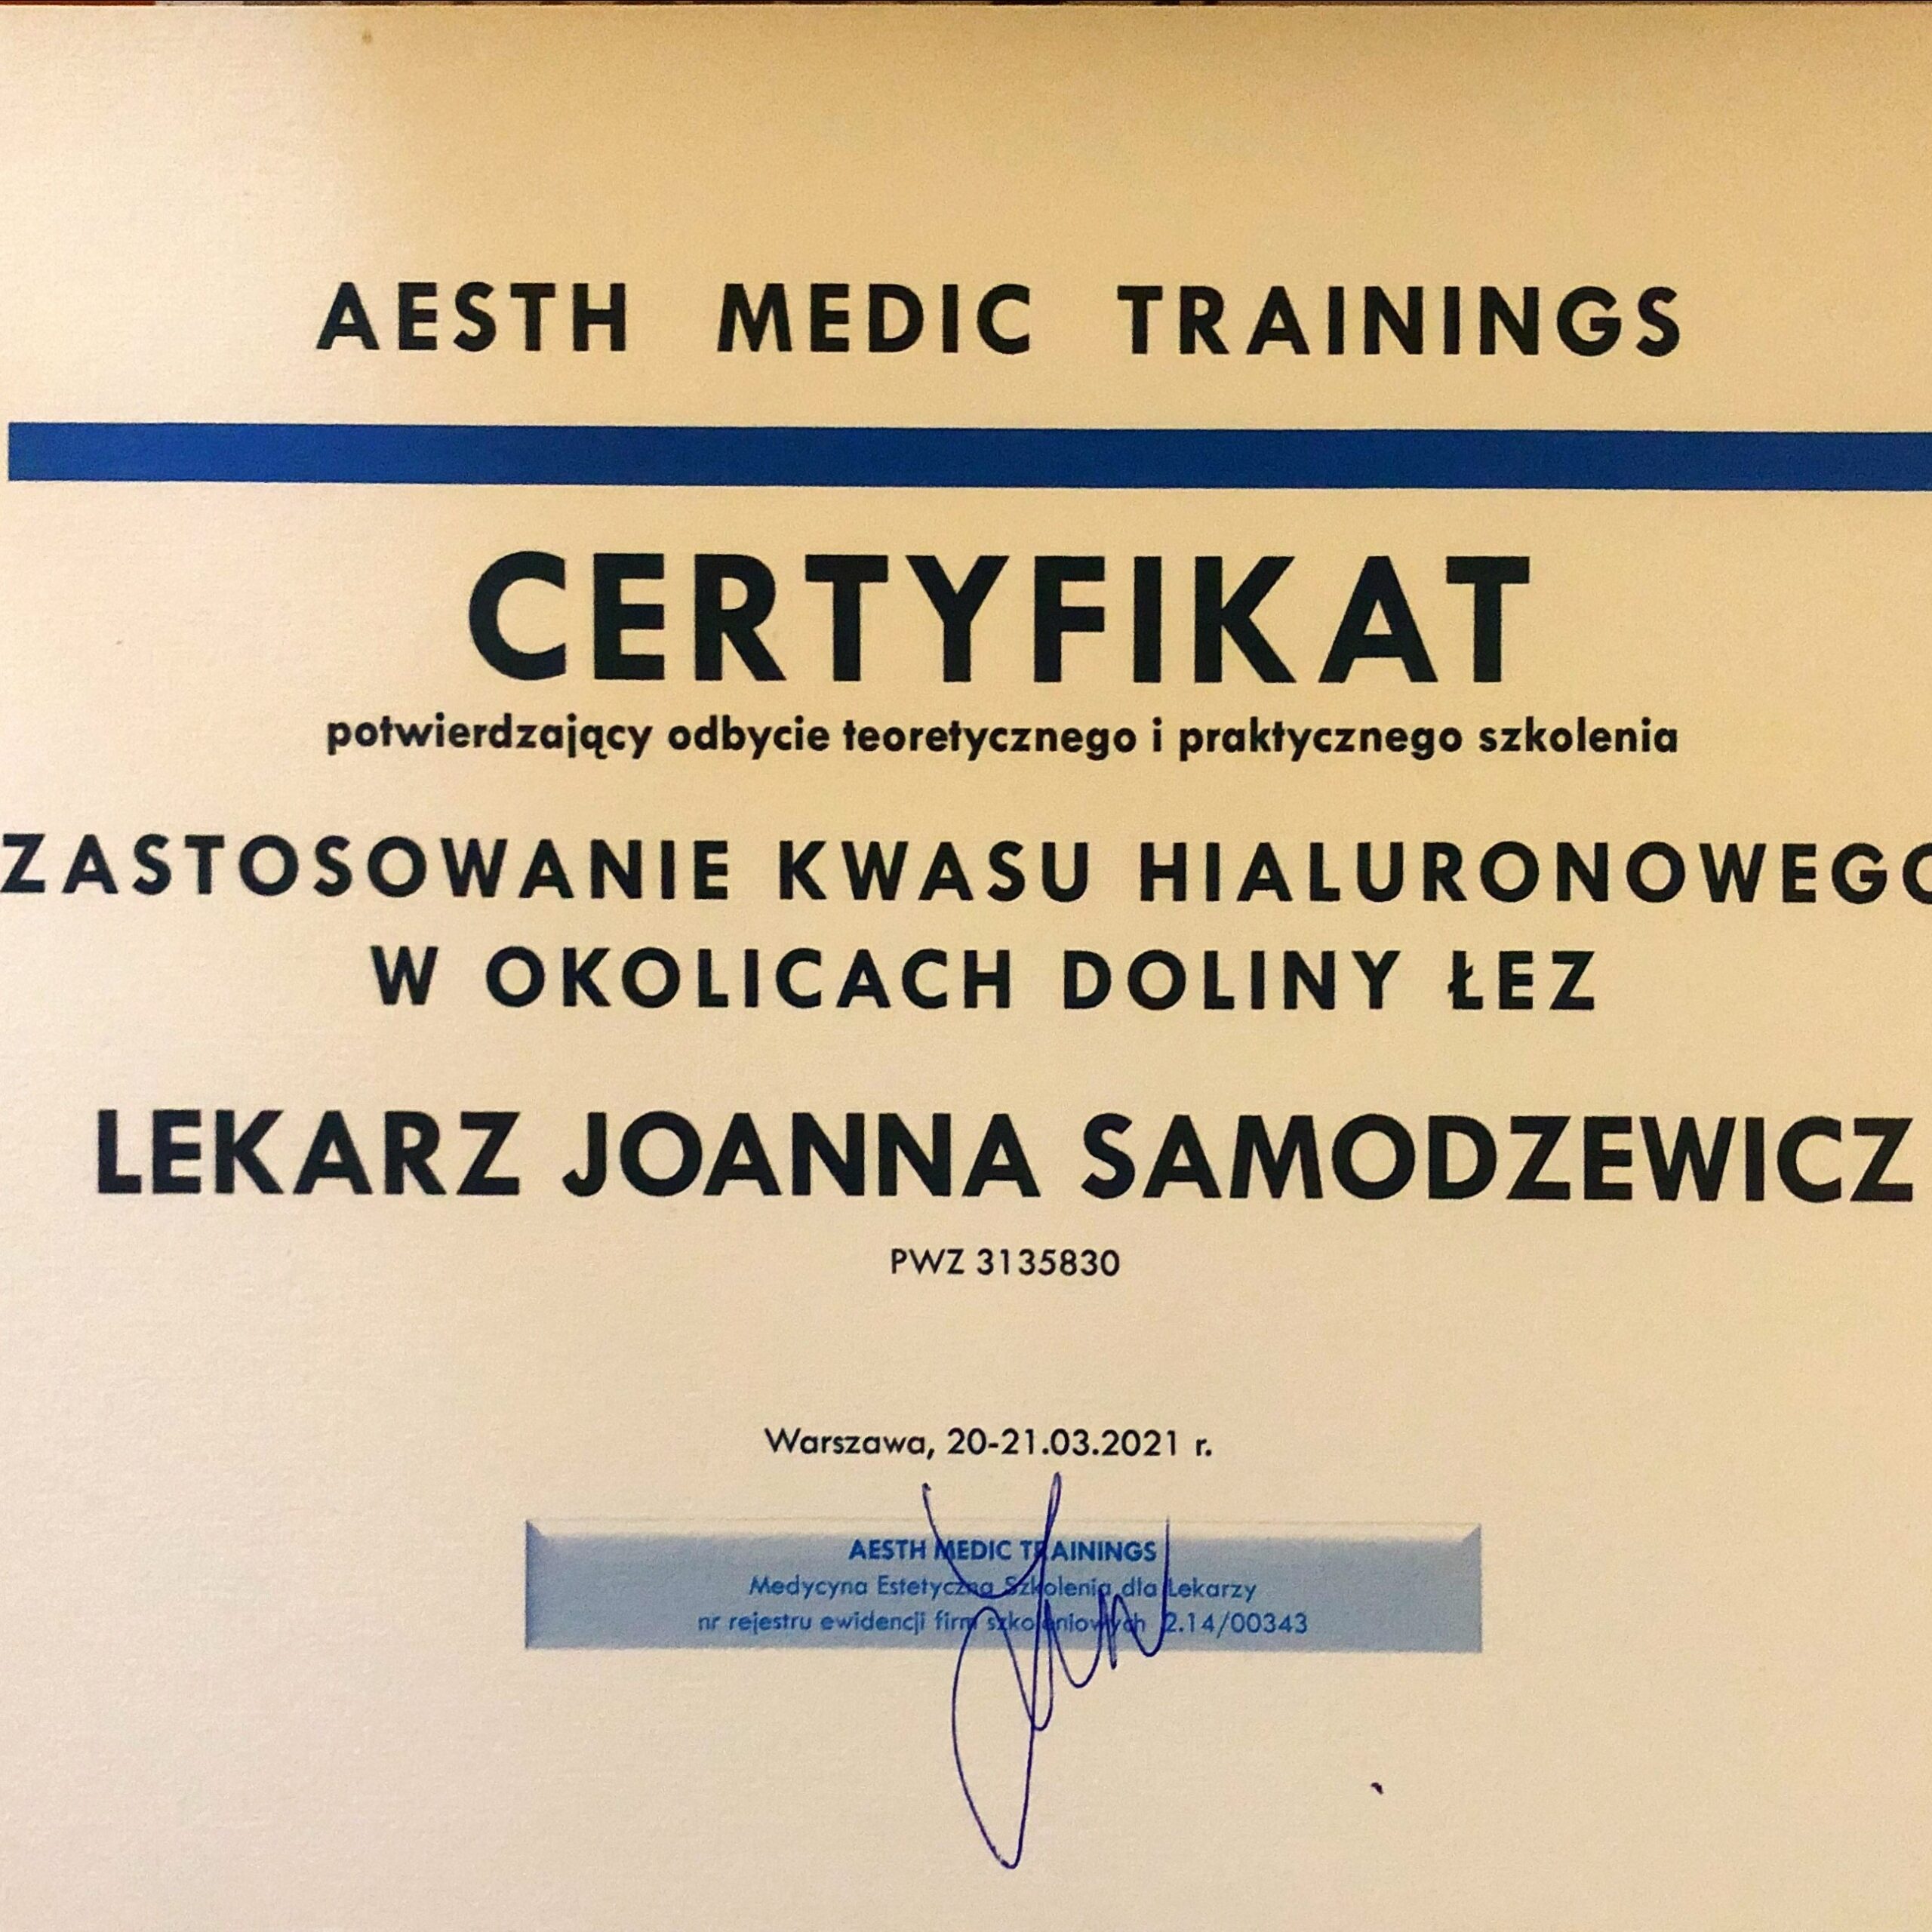 AESTH MEDIC TRAININGS
CERTYFIKAT
potwierdzający odbycie teoretycznego i praktycznego szkolenia
ZASTOSOWANIE KWASU HIALURONOWEGO
W OKOLICACH DOLINY ŁEZ
LEKARZ JOANNA SAMODZEWICZ
PWZ 3135830
Warszawa, 20-21.03.2021 r.
AESTH MEDIC TRAININGS
Medycyna Estetyczna Szkolenia dla Lekarzy
nr rejestru ewidencji firm szkoleniowych 2.14/00343